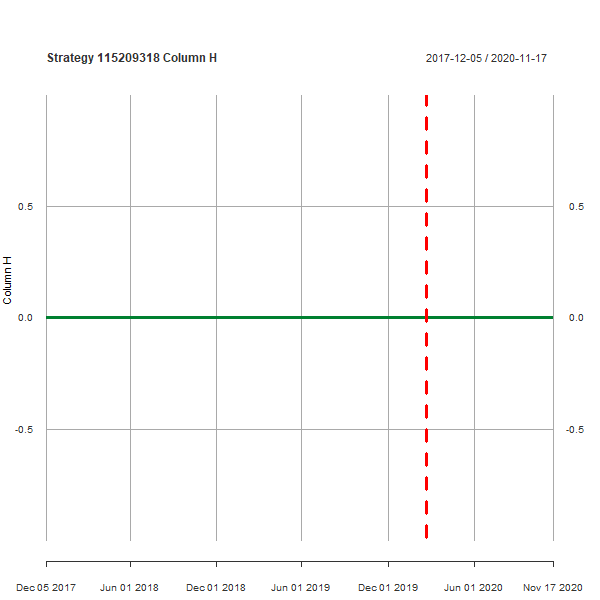 Strategy 115209318 Column H 2017-12-05 / 2020-11-17
0.5 0.5
Column H
0.0 0.0
-0.5 -0.5
Dec 05 2017 Jun 01 2018 Dec 01 2018 Jun 01 2019 Dec 01 2019 Jun 01 2020 Nov 17 2020